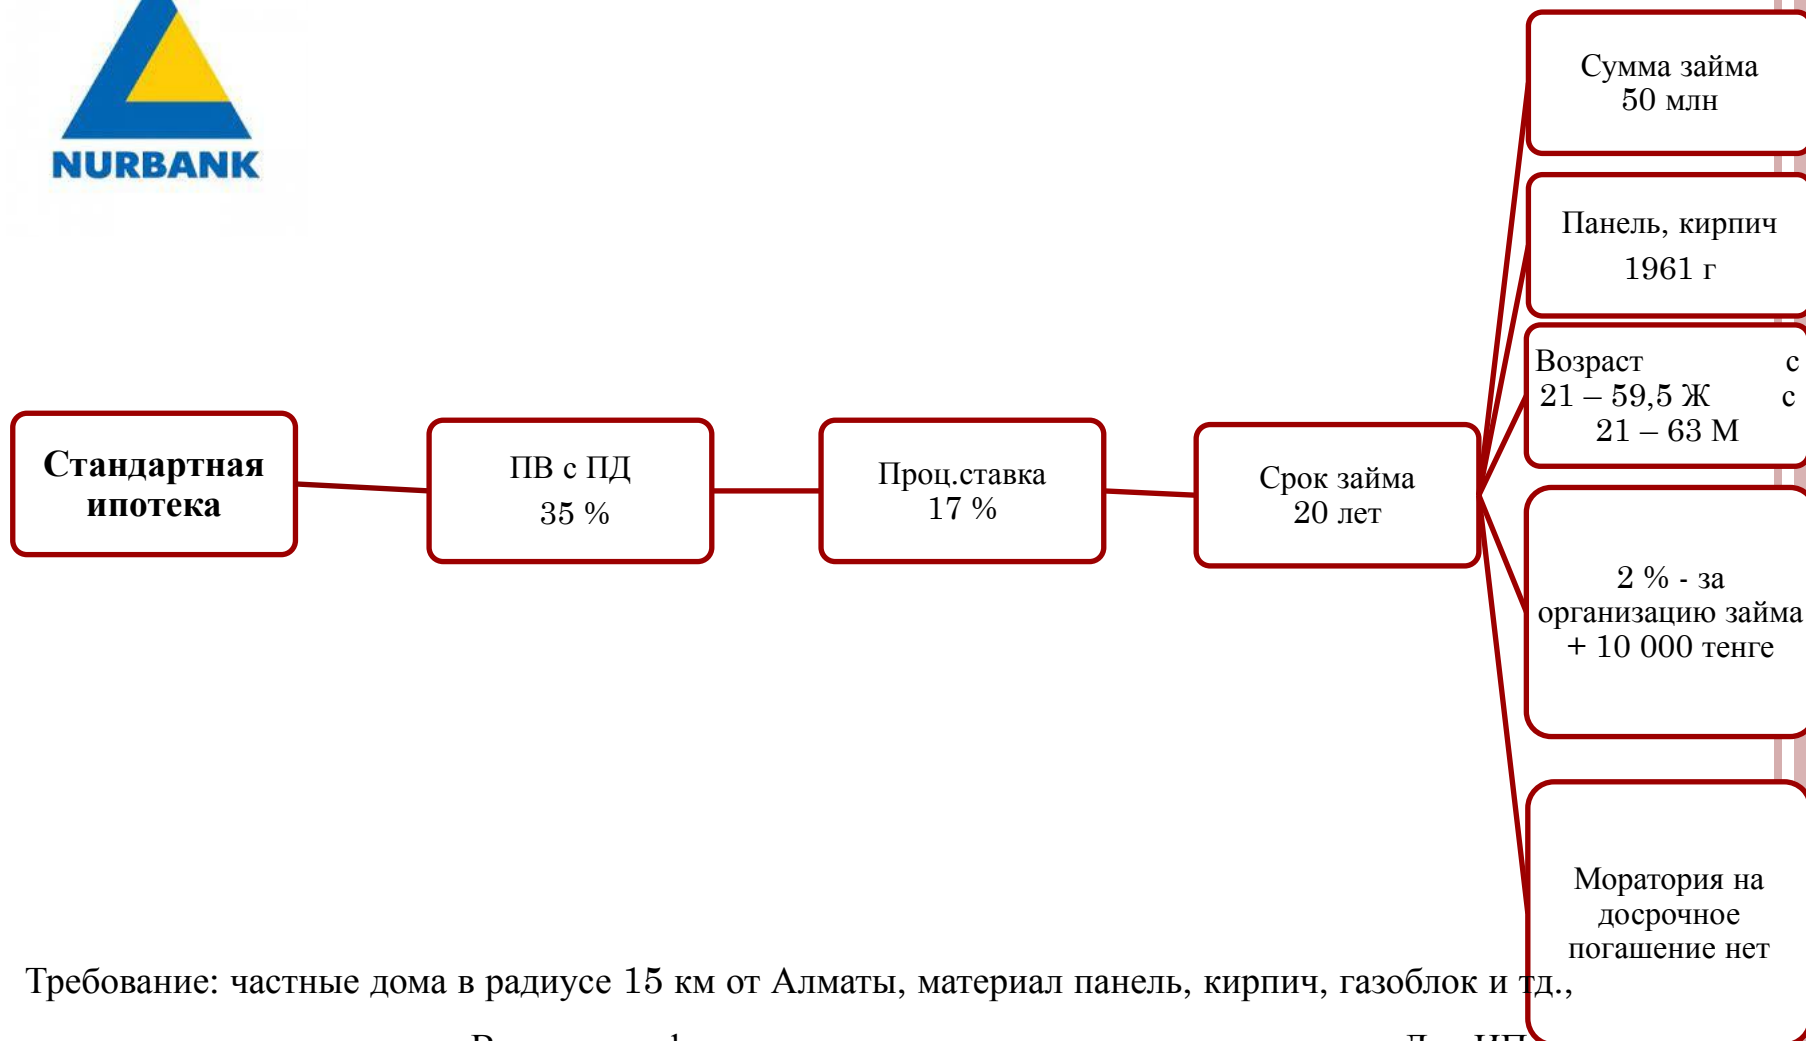 NURBANK
Стандартная
ипотека
ПВ с ПД
35 %
Проц.ставка
17 %
Срок займа
20 лет
Сумма займа
50 млн
Панель, кирпич
1961 г
Возраст с
21 – 59,5 Ж с
21 – 63 М
2 % - за
организацию займа
+ 10 000 тенге
Моратория на
досрочное
погашение нет
Требование: частные дома в радиусе 15 км от Алматы, материал панель, кирпич, газоблок и тд.,